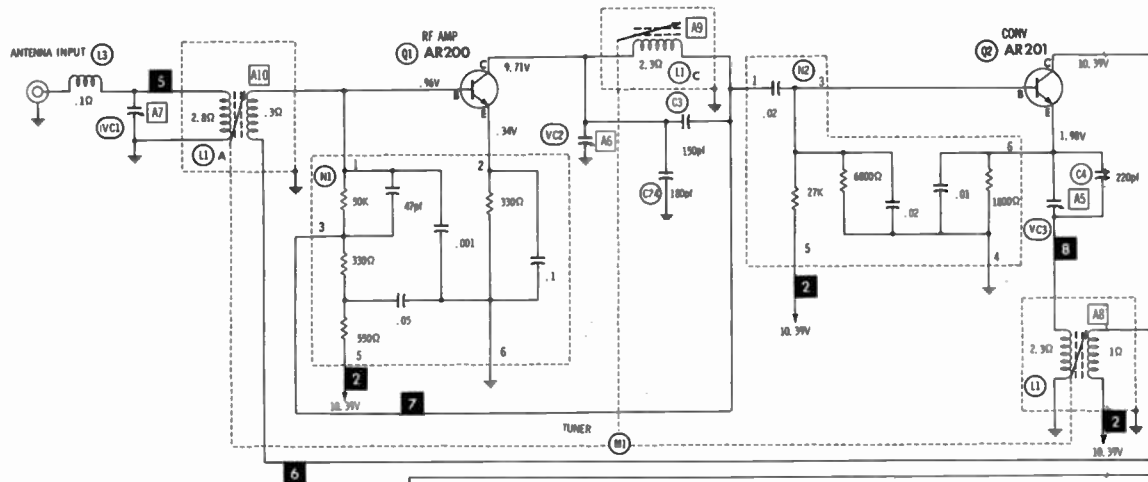 ANTENNA INPUT L3
.1Ω
5
A7
VC1
A10
2.8Ω
.3Ω
L1 A
RF AMP
Q1 AR200
C
B
E
.96V
9.71V
.34V
N1
1
2
50K
47pf
3
.001
330Ω
330Ω
.1
.05
550Ω
5
6
2
10.39V
7
6
TUNER
M1
A9
2.3Ω
L1 C
C3
150pf
VC2
A6
C74
180pf
1
N2
3
.02
27K
6800Ω
.02
.01
1800Ω
6
5
4
2
10.39V
CONV
Q2 AR201
C
B
E
10.39V
1.98V
C4
220pf
A5
VC3
8
A8
2.3Ω
1Ω
L1
2
10.39V